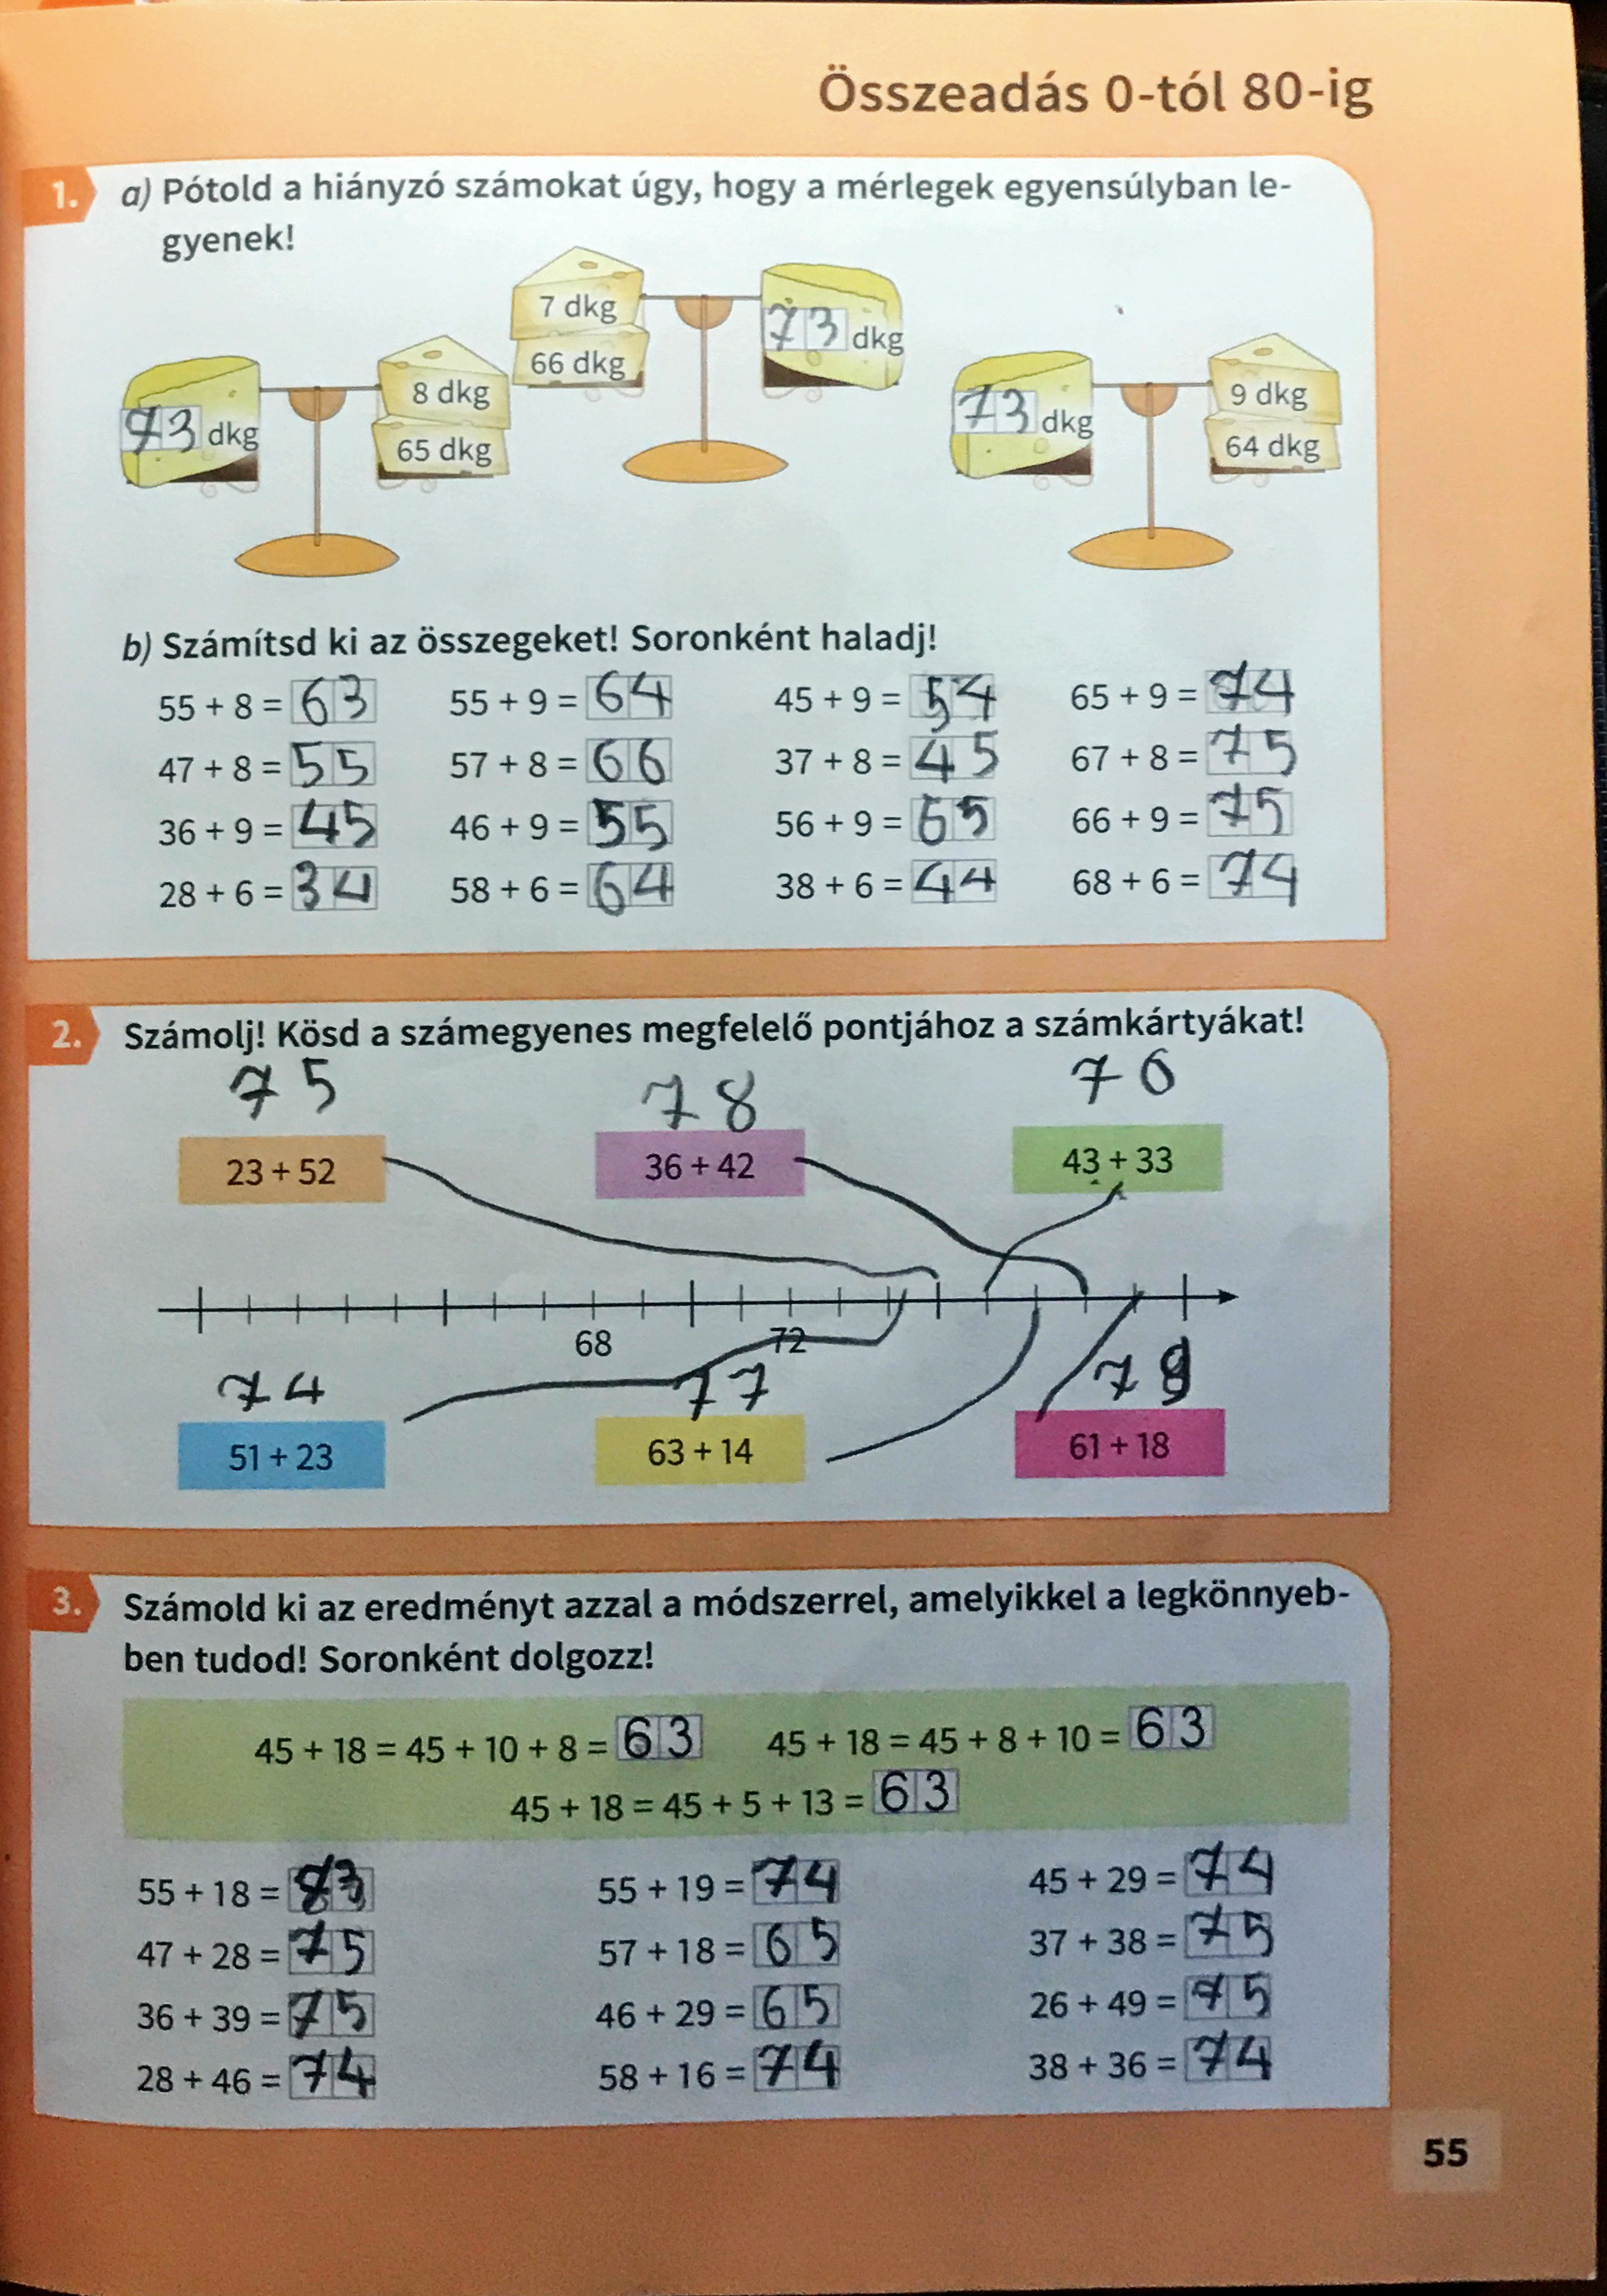 Összeadás 0-tól 80-ig
1. a) Pótold a hiányzó számokat úgy, hogy a mérlegek egyensúlyban le-
gyenek!
73 dkg 8 dkg 65 dkg
7 dkg 66 dkg 73 dkg
73 dkg 9 dkg 64 dkg
b) Számítsd ki az összegeket! Soronként haladj!
55 + 8 = 63 55 + 9 = 64 45 + 9 = 54 65 + 9 = 74
47 + 8 = 55 57 + 8 = 66 37 + 8 = 45 67 + 8 = 75
36 + 9 = 45 46 + 9 = 55 56 + 9 = 65 66 + 9 = 75
28 + 6 = 34 58 + 6 = 64 38 + 6 = 44 68 + 6 = 74
2. Számolj! Kösd a számegyenes megfelelő pontjához a számkártyákat!
75 78 76
23 + 52 36 + 42 43 + 33
68 72
74 77 79
51 + 23 63 + 14 61 + 18
3. Számold ki az eredményt azzal a módszerrel, amelyikkel a legkönnyeb-
ben tudod! Soronként dolgozz!
45 + 18 = 45 + 10 + 8 = 63 45 + 18 = 45 + 8 + 10 = 63
45 + 18 = 45 + 5 + 13 = 63
55 + 18 = 55 + 19 = 74 45 + 29 = 74
47 + 28 = 75 57 + 18 = 65 37 + 38 = 75
36 + 39 = 75 46 + 29 = 65 26 + 49 = 75
28 + 46 = 74 58 + 16 = 74 38 + 36 = 74
55